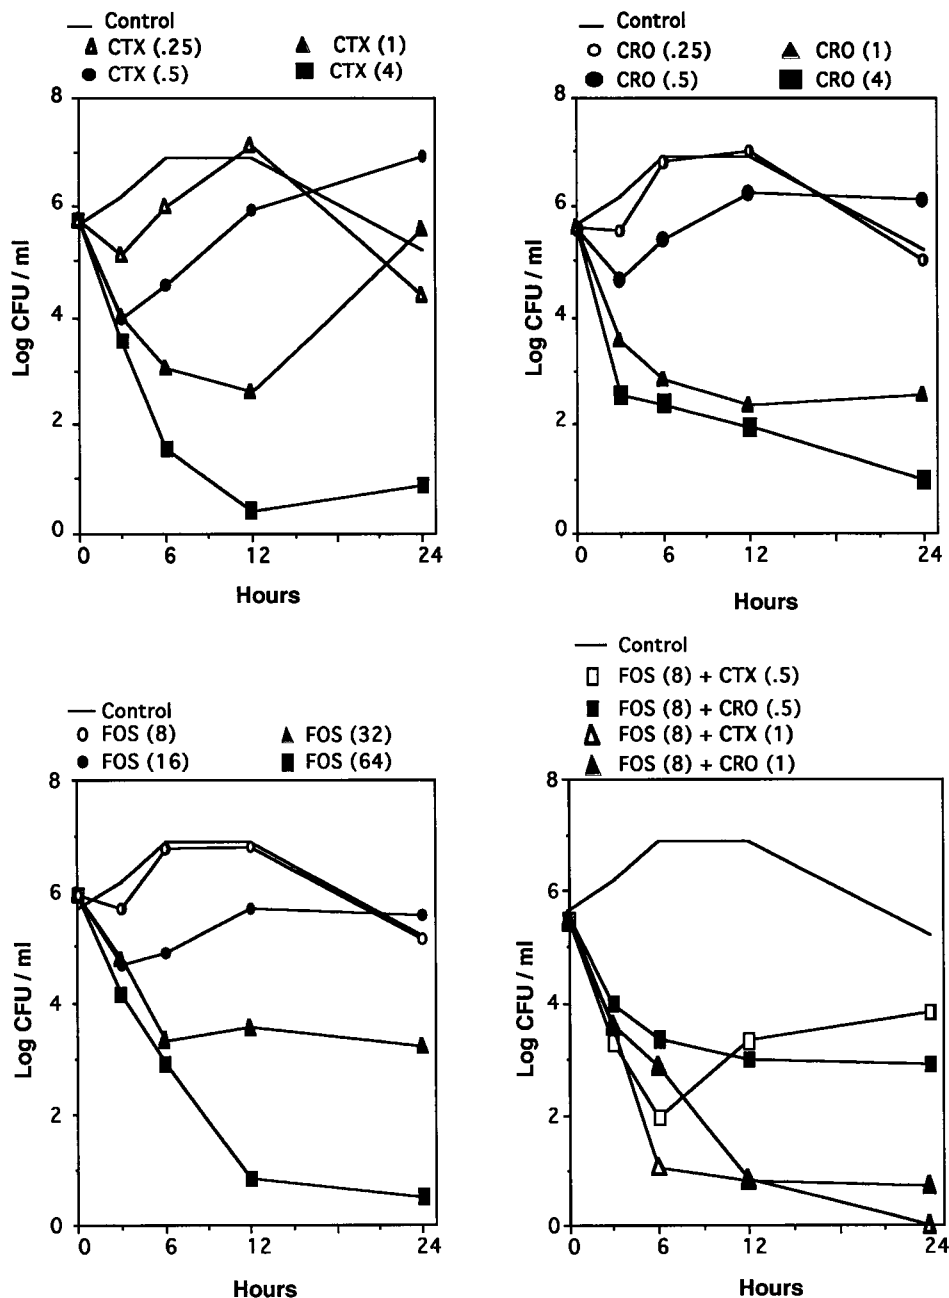 Control
CTX (.25)
CTX (1)
CTX (.5)
CTX (4)
8
6
4
2
0
Log CFU / ml
0 6 12 24
Hours
Control
CRO (.25)
CRO (1)
CRO (.5)
CRO (4)
8
6
4
2
0
Log CFU / ml
0 6 12 24
Hours
Control
FOS (8)
FOS (32)
FOS (16)
FOS (64)
8
6
4
2
0
Log CFU / ml
0 6 12 24
Hours
Control
FOS (8) + CTX (.5)
FOS (8) + CRO (.5)
FOS (8) + CTX (1)
FOS (8) + CRO (1)
8
6
4
2
0
Log CFU / ml
0 6 12 24
Hours